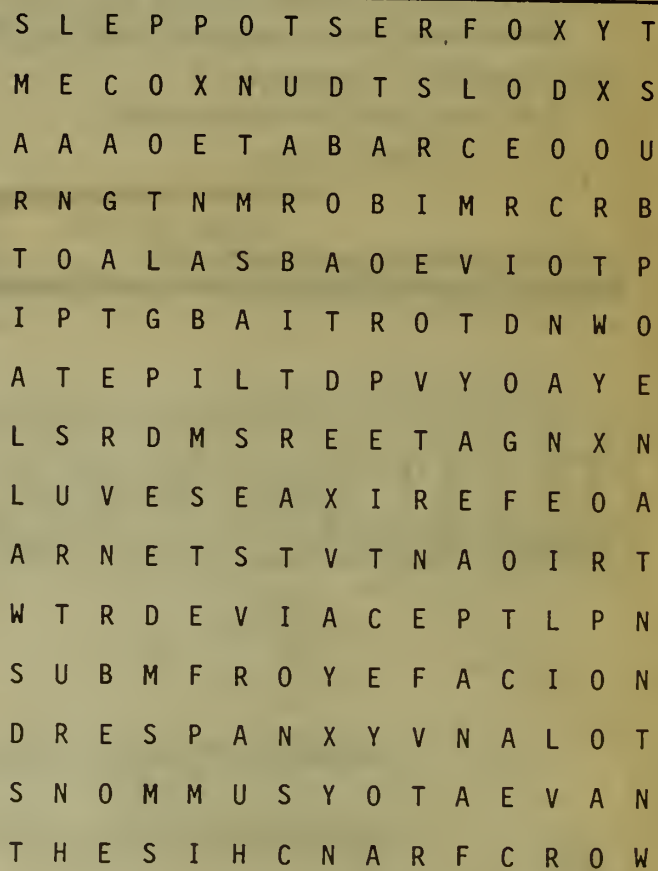 S L E P P O T S E R F O X Y T
M E C O X N U D T S L O D X S
A A A O E T A B A R C E O O U
R N G T N M R O B I M R C R B
T O A L A S B A O E V I O T P
I P T G B A I T R O T D N W O
A T E P I L T D P V Y O A Y E
L S R D M S R E E T A G N X N
L U V E S E A X I R E F E O A
A R N E T S T V T N A O I R T
W T R D E V I A C E P T L P N
S U B M F R O Y E F A C I O N
D R E S P A N X Y V N A L O T
S N O M M U S Y O T A E V A N
T H E S I H C N A R F C R O W